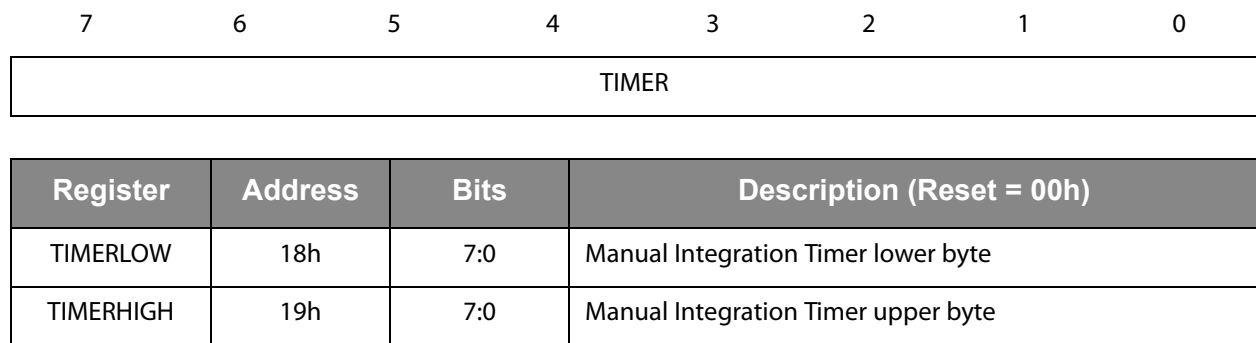 7 6 5 4 3 2 1 0
TIMER
Register Address Bits Description (Reset = 00h)
TIMERLOW 18h 7:0 Manual Integration Timer lower byte
TIMERHIGH 19h 7:0 Manual Integration Timer upper byte